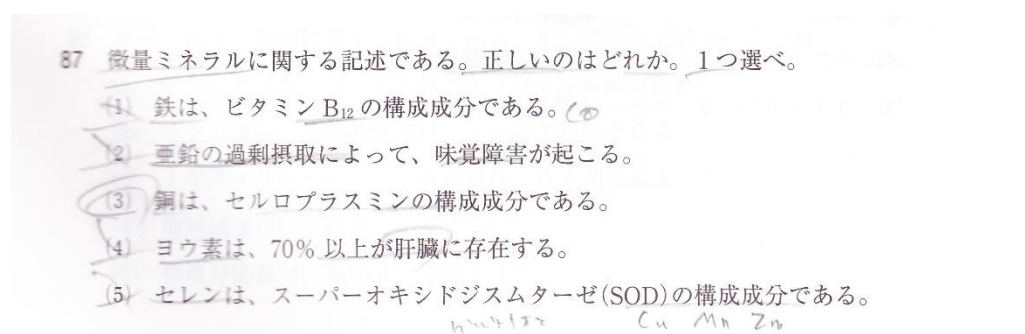 87 微量ミネラルに関する記述である。正しいのはどれか。1つ選べ。
(1) 鉄は、ビタミンB₁₂の構成成分である。Co
(2) 亜鉛の過剰摂取によって、味覚障害が起こる。
(3) 銅は、セルロプラスミンの構成成分である。
(4) ヨウ素は、70%以上が肝臓に存在する。
(5) セレンは、スーパーオキシドジスムターゼ(SOD)の構成成分である。
Cu Mn Zn